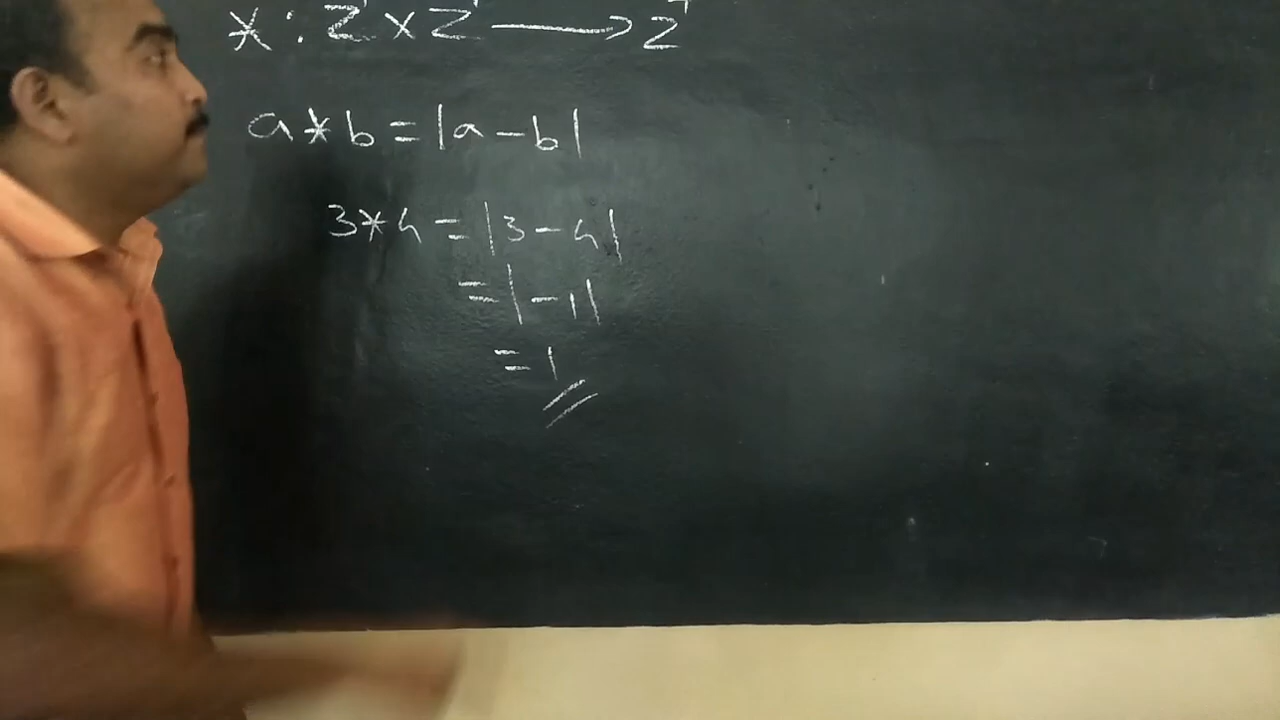 * : Z⁺ × Z⁺ ⟶ Z⁺
a * b = |a - b|
3 * 4 = |3 - 4|
= |-1|
= 1